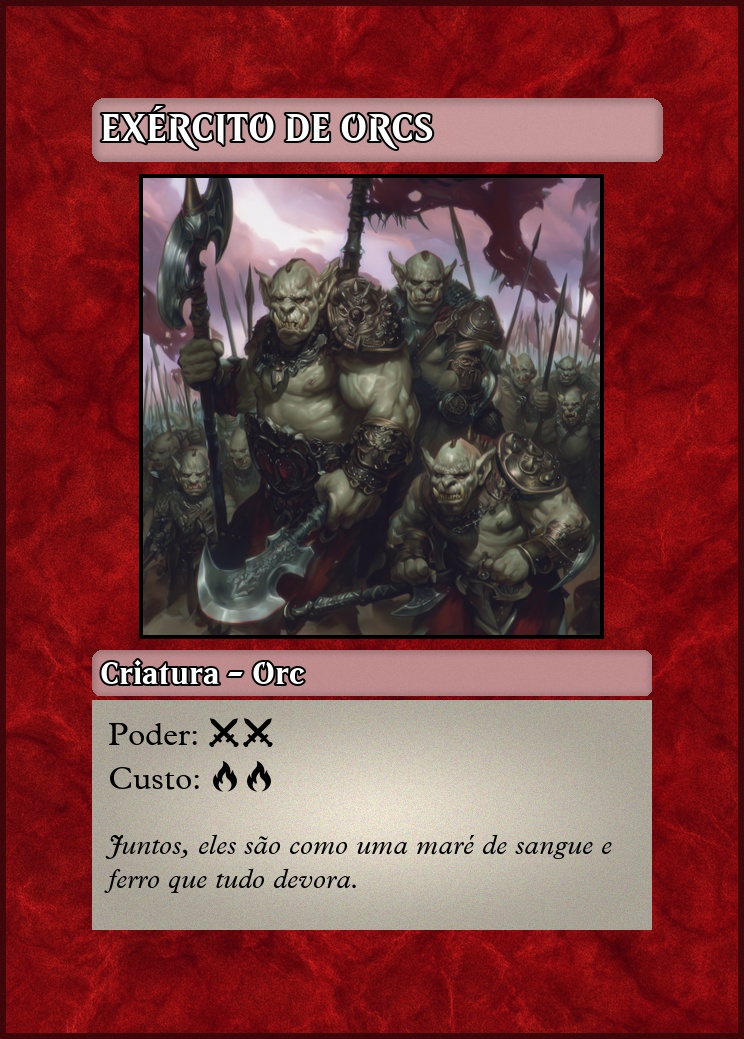 EXÉRCITO DE ORCS
Criatura - Orc
Poder: ⚔⚔
Custo: 🔥🔥
Juntos, eles são como uma maré de sangue e
ferro que tudo devora.